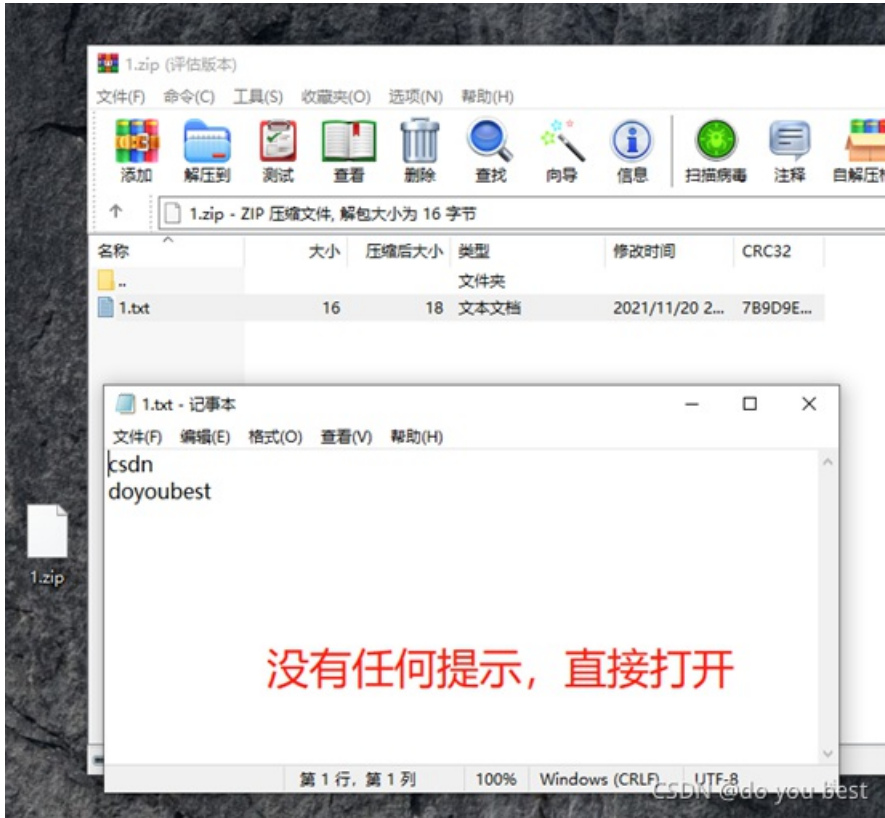 1.zip (评估版本)
文件(F) 命令(C) 工具(S) 收藏夹(O) 选项(N) 帮助(H)
添加 解压到 测试 查看 删除 查找 向导 信息 扫描病毒 注释 自解压
1.zip - ZIP 压缩文件, 解包大小为 16 字节
名称 大小 压缩后大小 类型 修改时间 CRC32
.. 文件夹
1.txt 16 18 文本文档 2021/11/20 2... 7B9D9E...
1.txt - 记事本
文件(F) 编辑(E) 格式(O) 查看(V) 帮助(H)
csdn
doyoubest
1.zip
没有任何提示，直接打开
第 1 行，第 1 列 100% Windows (CRLF) UTF-8
CSDN @do you best